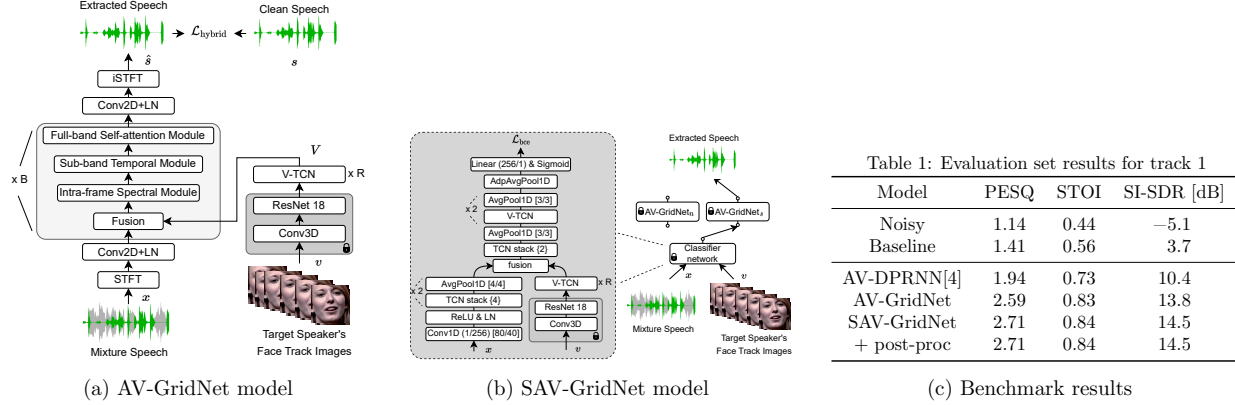 Extracted Speech
Clean Speech
ℒhybrid
ŝ
s
iSTFT
Conv2D+LN
Full-band Self-attention Module
Sub-band Temporal Module
Intra-frame Spectral Module
Fusion
x B
Conv2D+LN
STFT
x
Mixture Speech
V
V-TCN
x R
ResNet 18
Conv3D
v
Target Speaker's
Face Track Images
(a) AV-GridNet model
ℒbce
Linear (256/1) & Sigmoid
AdpAvgPool1D
AvgPool1D [3/3]
x 2
V-TCN
AvgPool1D [3/3]
TCN stack {2}
fusion
AvgPool1D [4/4]
x 2
TCN stack {4}
ReLU & LN
Conv1D (1/256) [80/40]
x
V-TCN
x R
ResNet 18
Conv3D
v
Extracted Speech
AV-GridNetn
AV-GridNets
Classifier
network
x
v
Mixture Speech
Target Speaker's
Face Track Images
(b) SAV-GridNet model
Table 1: Evaluation set results for track 1
Model PESQ STOI SI-SDR [dB]
Noisy 1.14 0.44 −5.1
Baseline 1.41 0.56 3.7
AV-DPRNN[4] 1.94 0.73 10.4
AV-GridNet 2.59 0.83 13.8
SAV-GridNet 2.71 0.84 14.5
+ post-proc 2.71 0.84 14.5
(c) Benchmark results